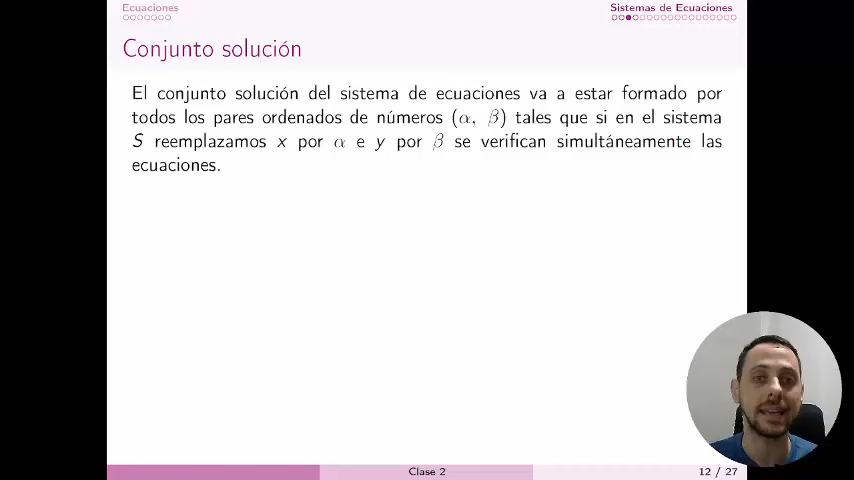 Ecuaciones
Sistemas de Ecuaciones
Conjunto solución
El conjunto solución del sistema de ecuaciones va a estar formado por
todos los pares ordenados de números (α, β) tales que si en el sistema
S reemplazamos x por α e y por β se verifican simultáneamente las
ecuaciones.
Clase 2
12 / 27